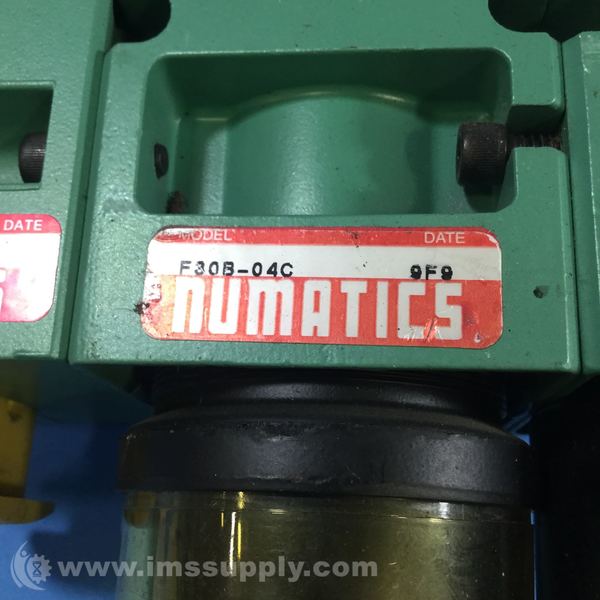 DATE
MODEL DATE
F30B-04C 9F9
numatics
www.imssupply.com